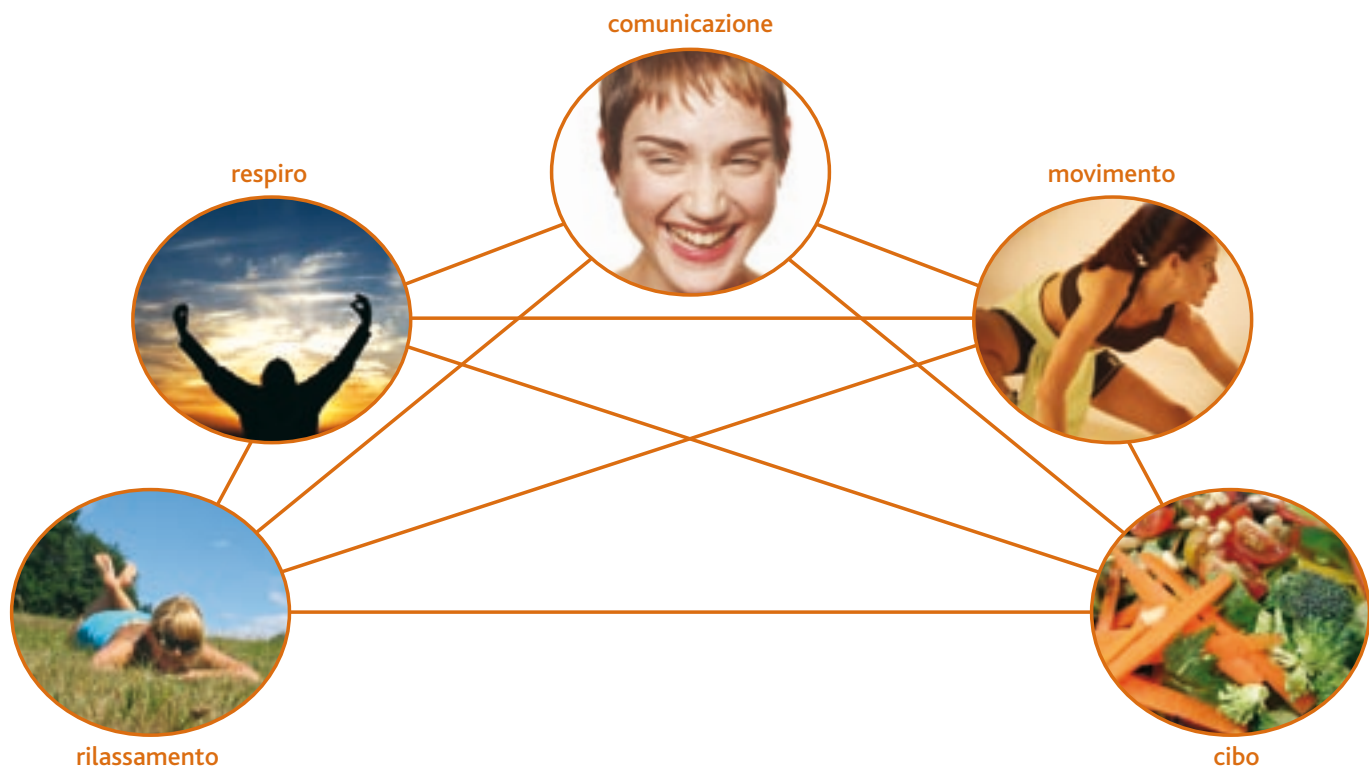 comunicazione
respiro
movimento
rilassamento
cibo